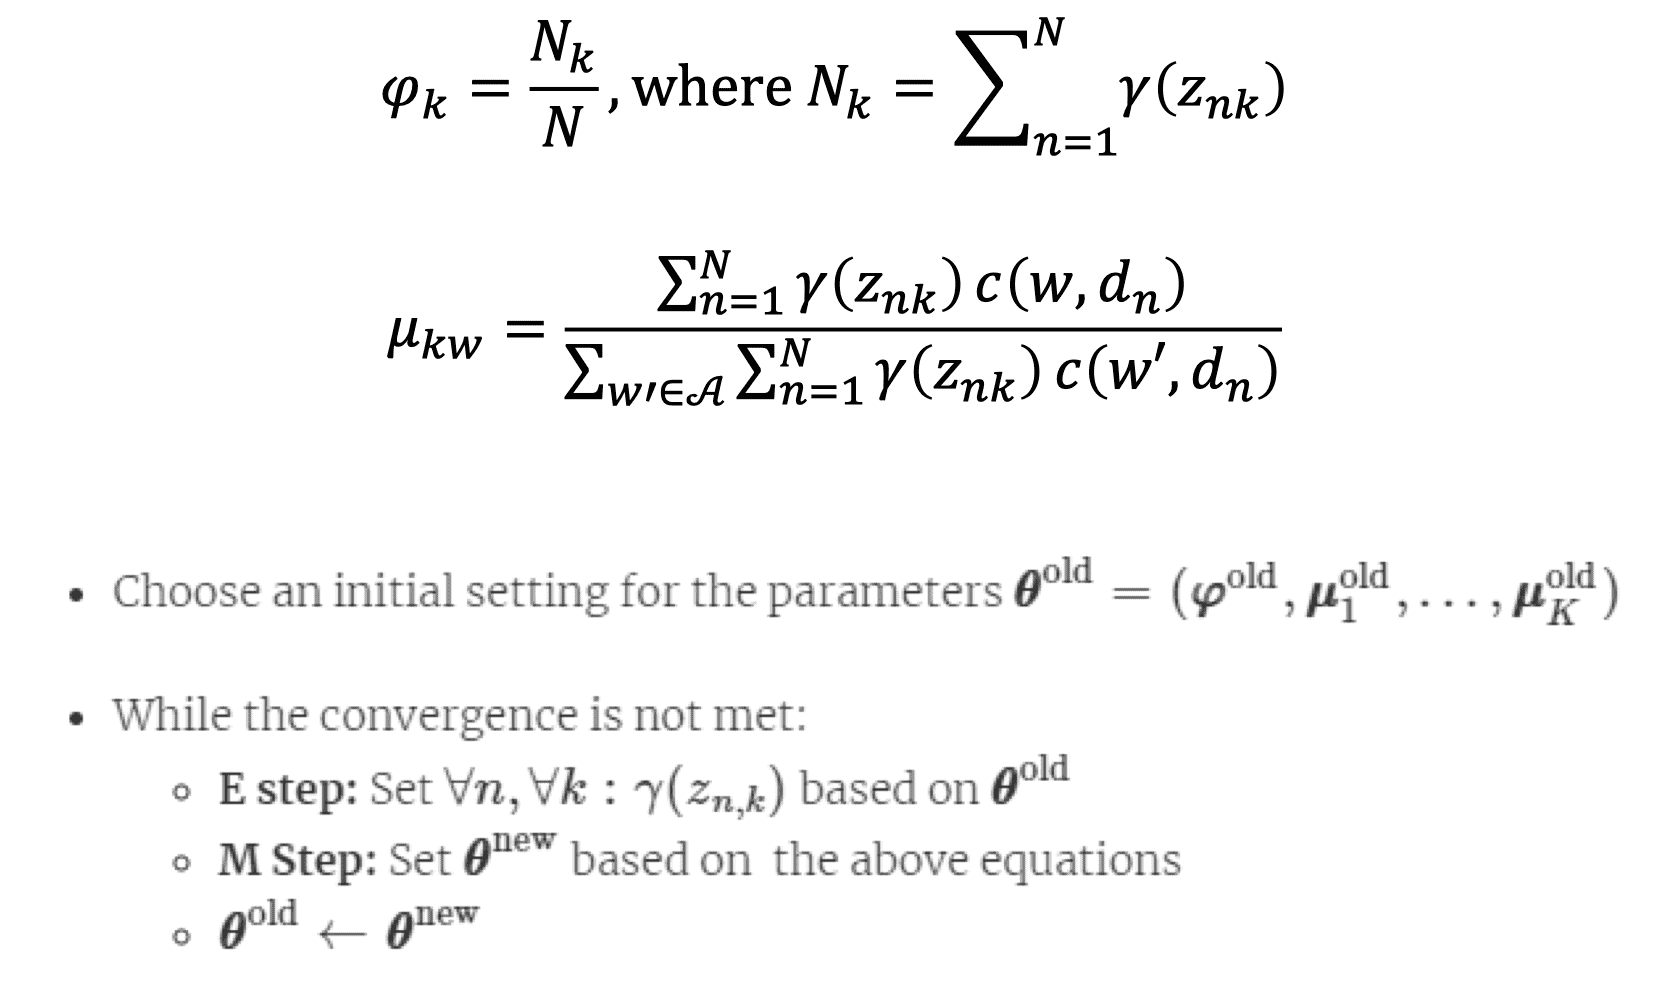 φ_k = N_k / N , where N_k = ∑_{n=1}^{N} γ(z_{nk})
μ_{kw} = ∑_{n=1}^{N} γ(z_{nk}) c(w, d_n) / ∑_{w′∈𝒜} ∑_{n=1}^{N} γ(z_{nk}) c(w′, d_n)
• Choose an initial setting for the parameters θ^{old} = (φ^{old}, μ_1^{old}, . . . , μ_K^{old})
• While the convergence is not met:
∘ E step: Set ∀n, ∀k : γ(z_{n,k}) based on θ^{old}
∘ M Step: Set θ^{new} based on the above equations
∘ θ^{old} ← θ^{new}